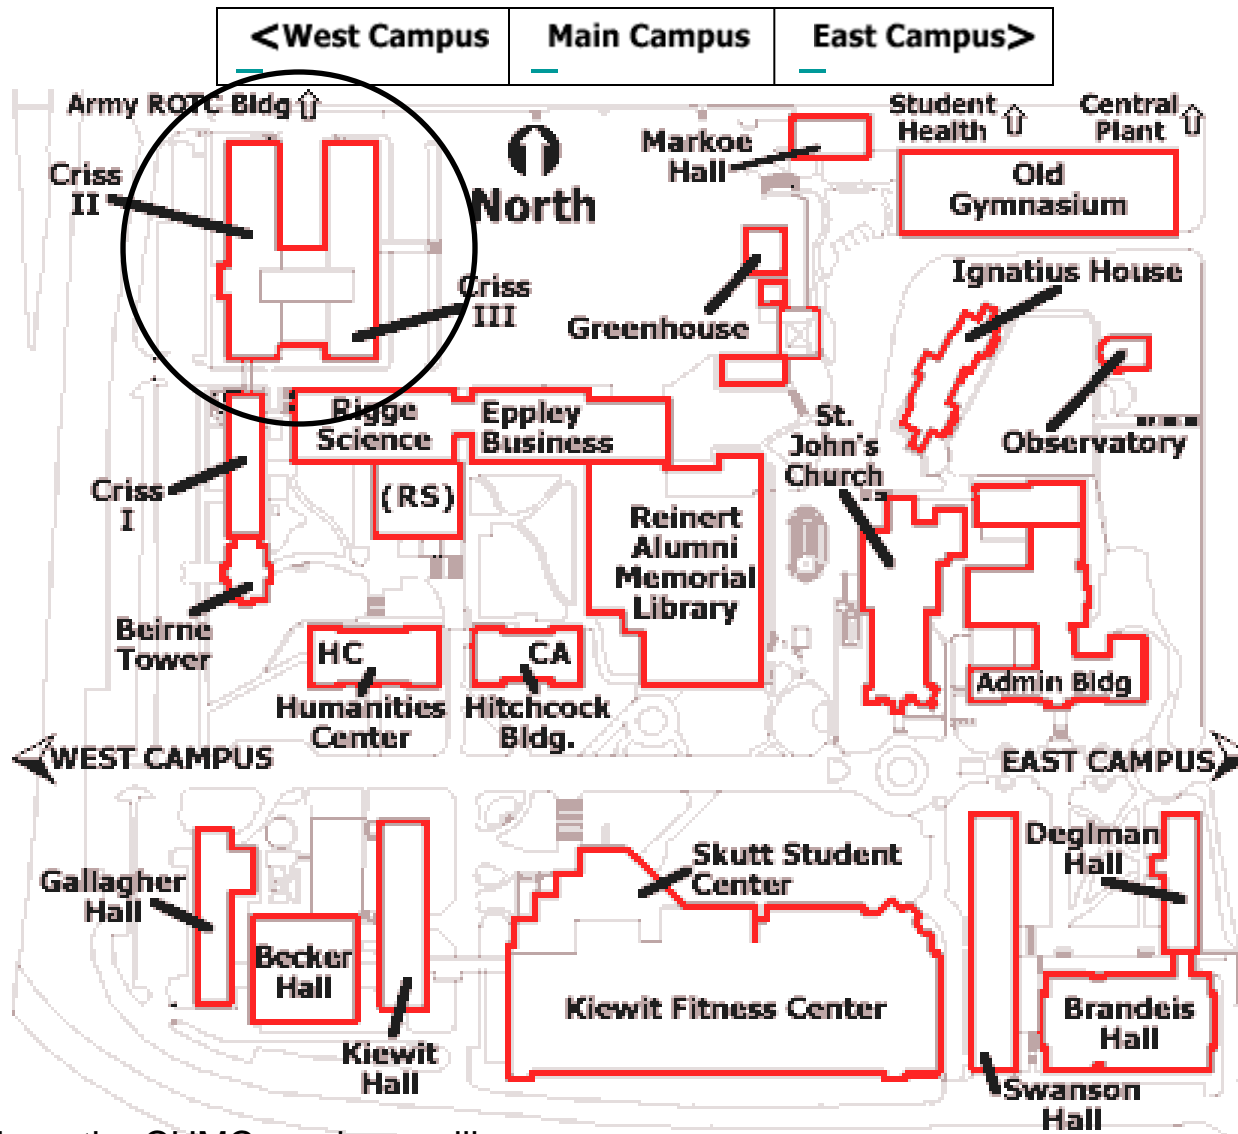 <West Campus
Main Campus
East Campus>
Army ROTC Bldg
Student
Health
Central
Plant
Markoe
Hall
Old
Gymnasium
Criss
II
North
Ignatius House
Criss
III
Greenhouse
Rigge
Science
Eppley
Business
St.
John's
Church
Observatory
Criss
I
(RS)
Reinert
Alumni
Memorial
Library
Beirne
Tower
HC
CA
Humanities
Center
Hitchcock
Bldg.
Admin Bldg
WEST CAMPUS
EAST CAMPUS
Gallagher
Hall
Becker
Hall
Kiewit
Hall
Skutt Student
Center
Kiewit Fitness Center
Deglman
Hall
Brandeis
Hall
Swanson
Hall